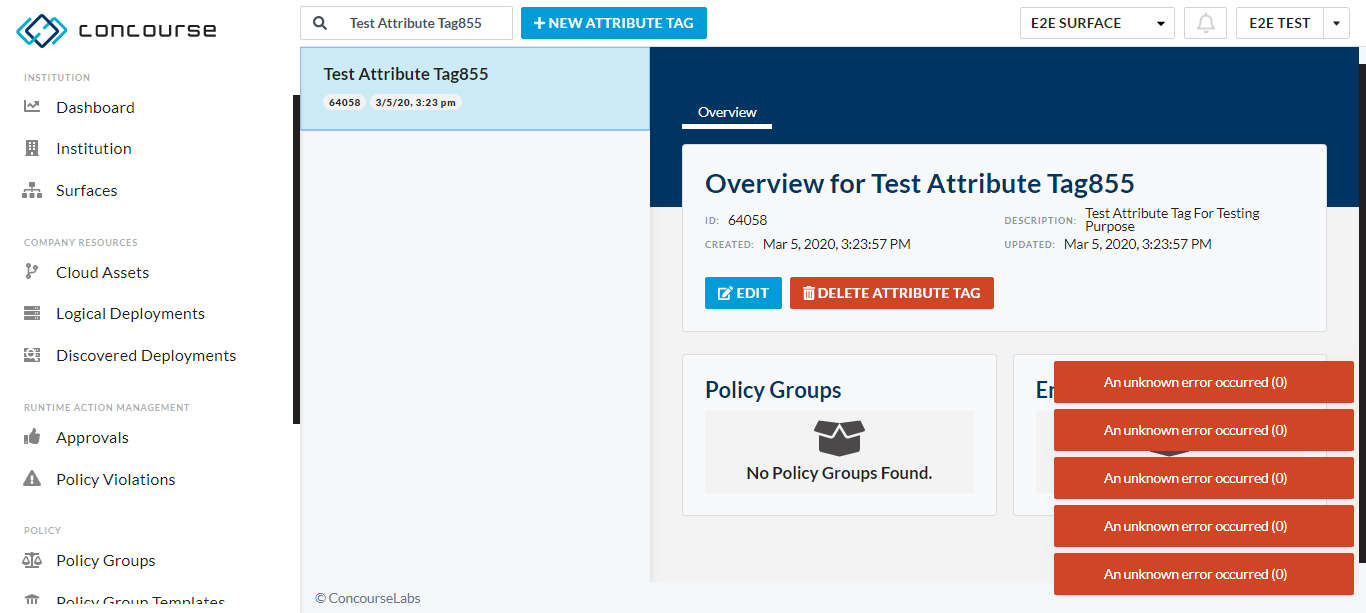 concourse
Test Attribute Tag855
NEW ATTRIBUTE TAG
E2E SURFACE
E2E TEST
INSTITUTION
Dashboard
Institution
Surfaces
COMPANY RESOURCES
Cloud Assets
Logical Deployments
Discovered Deployments
RUNTIME ACTION MANAGEMENT
Approvals
Policy Violations
POLICY
Policy Groups
Policy Group Templates
Test Attribute Tag855
64058 3/5/20, 3:23 pm
Overview
Overview for Test Attribute Tag855
ID: 64058
DESCRIPTION: Test Attribute Tag For Testing
Purpose
CREATED: Mar 5, 2020, 3:23:57 PM
UPDATED: Mar 5, 2020, 3:23:57 PM
EDIT
DELETE ATTRIBUTE TAG
Policy Groups
No Policy Groups Found.
An unknown error occurred (0)
An unknown error occurred (0)
An unknown error occurred (0)
An unknown error occurred (0)
An unknown error occurred (0)
© ConcourseLabs